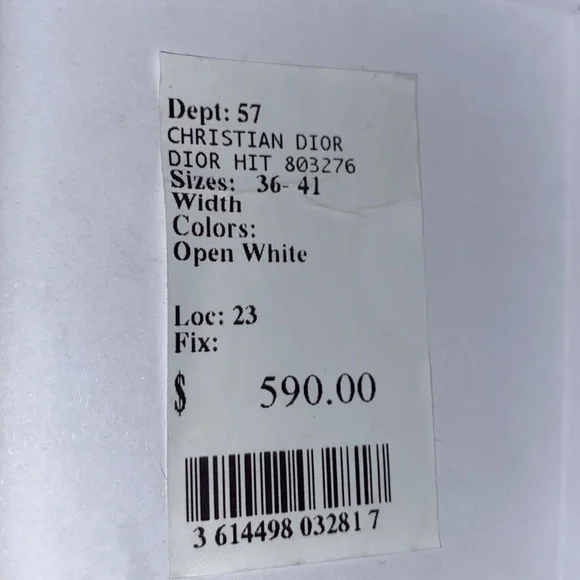 Dept: 57
CHRISTIAN DIOR
DIOR HIT 803276
Sizes: 36- 41
Width
Colors:
Open White
Loc: 23
Fix:
$ 590.00
3 614498 03281 7